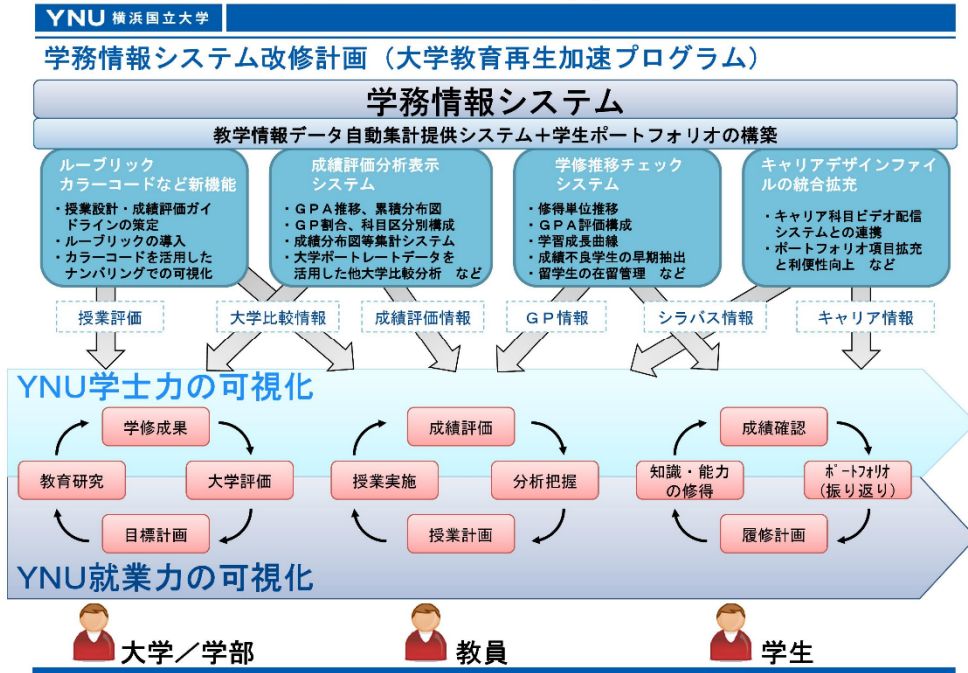 YNU 横浜国立大学
学務情報システム改修計画（大学教育再生加速プログラム）
学務情報システム
教学情報データ自動集計提供システム＋学生ポートフォリオの構築
ルーブリック
カラーコードなど新機能
・授業設計・成績評価ガイ
ドラインの策定
・ルーブリックの導入
・カラーコードを活用した
ナンバリングでの可視化
成績評価分析表示
システム
・ＧＰＡ推移、累積分布図
・ＧＰ割合、科目区分別構成
・成績分布図等集計システム
・大学ポートレートデータを
活用した他大学比較分析　など
学修推移チェック
システム
・修得単位推移
・ＧＰＡ評価構成
・学習成長曲線
・成績不良学生の早期抽出
・留学生の在留管理　など
キャリアデザインファイ
ルの統合拡充
・キャリア科目ビデオ配信
システムとの連携
・ポートフォリオ項目拡充
と利便性向上　など
授業評価
大学比較情報
成績評価情報
ＧＰ情報
シラバス情報
キャリア情報
YNU学士力の可視化
学修成果
教育研究
大学評価
目標計画
成績評価
授業実施
分析把握
授業計画
成績確認
知識・能力
の修得
ﾎﾟｰﾄﾌｫﾘｵ
(振り返り)
履修計画
YNU就業力の可視化
大学／学部
教員
学生